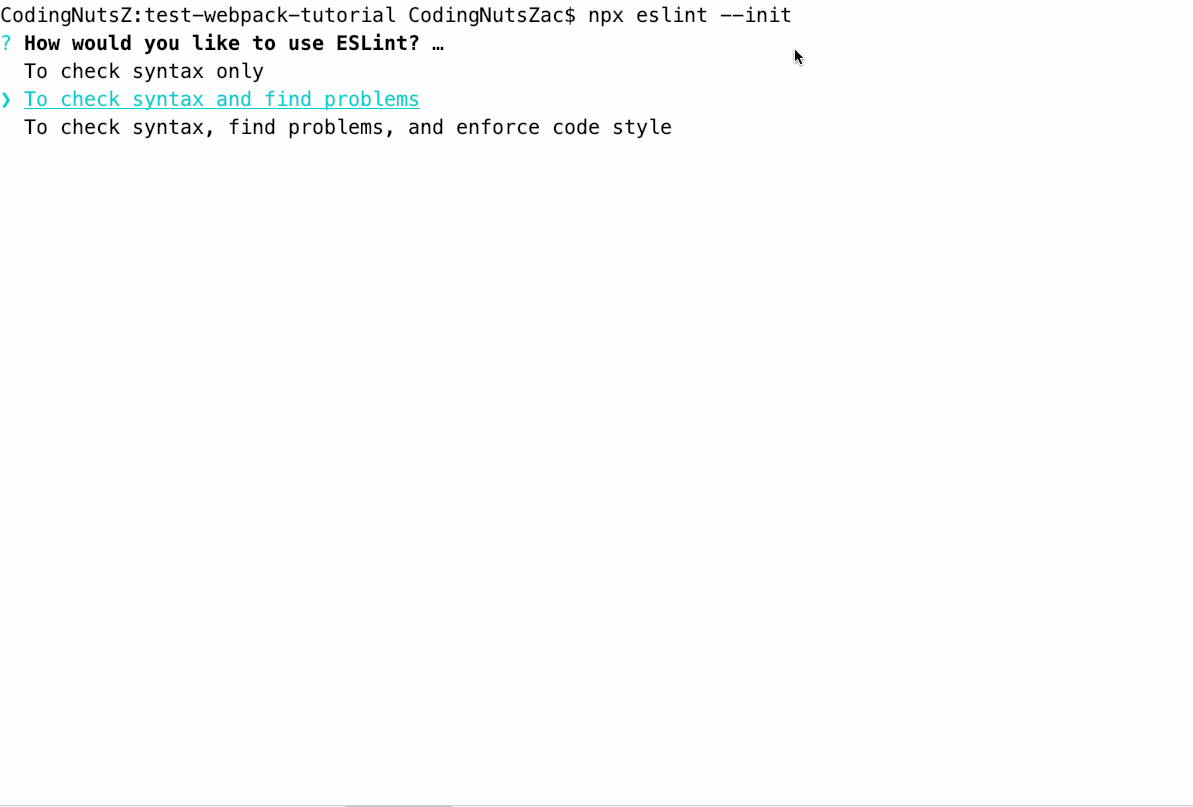 CodingNutsZ:test-webpack-tutorial CodingNutsZac$ npx eslint --init
? How would you like to use ESLint? …
To check syntax only
❯ To check syntax and find problems
To check syntax, find problems, and enforce code style